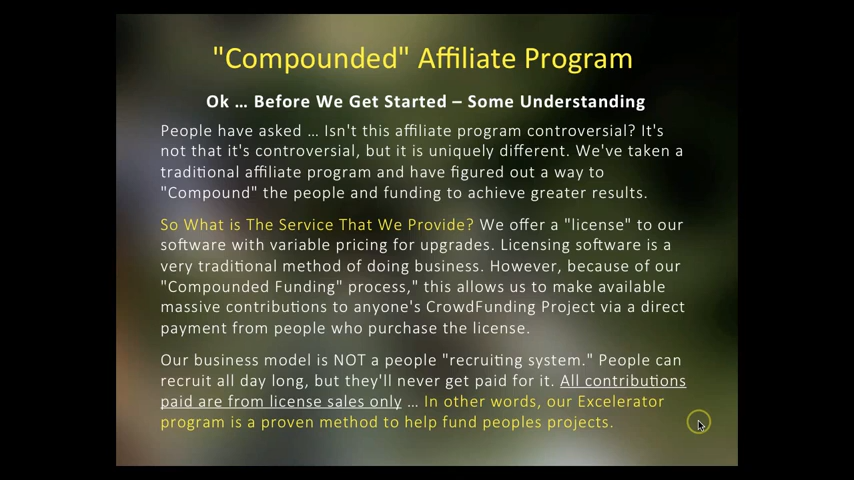 "Compounded" Affiliate Program
Ok ... Before We Get Started – Some Understanding
People have asked ... Isn't this affiliate program controversial? It's
not that it's controversial, but it is uniquely different. We've taken a
traditional affiliate program and have figured out a way to
"Compound" the people and funding to achieve greater results.
So What is The Service That We Provide? We offer a "license" to our
software with variable pricing for upgrades. Licensing software is a
very traditional method of doing business. However, because of our
"Compounded Funding" process," this allows us to make available
massive contributions to anyone's CrowdFunding Project via a direct
payment from people who purchase the license.
Our business model is NOT a people "recruiting system." People can
recruit all day long, but they'll never get paid for it. All contributions
paid are from license sales only ... In other words, our Excelerator
program is a proven method to help fund peoples projects.